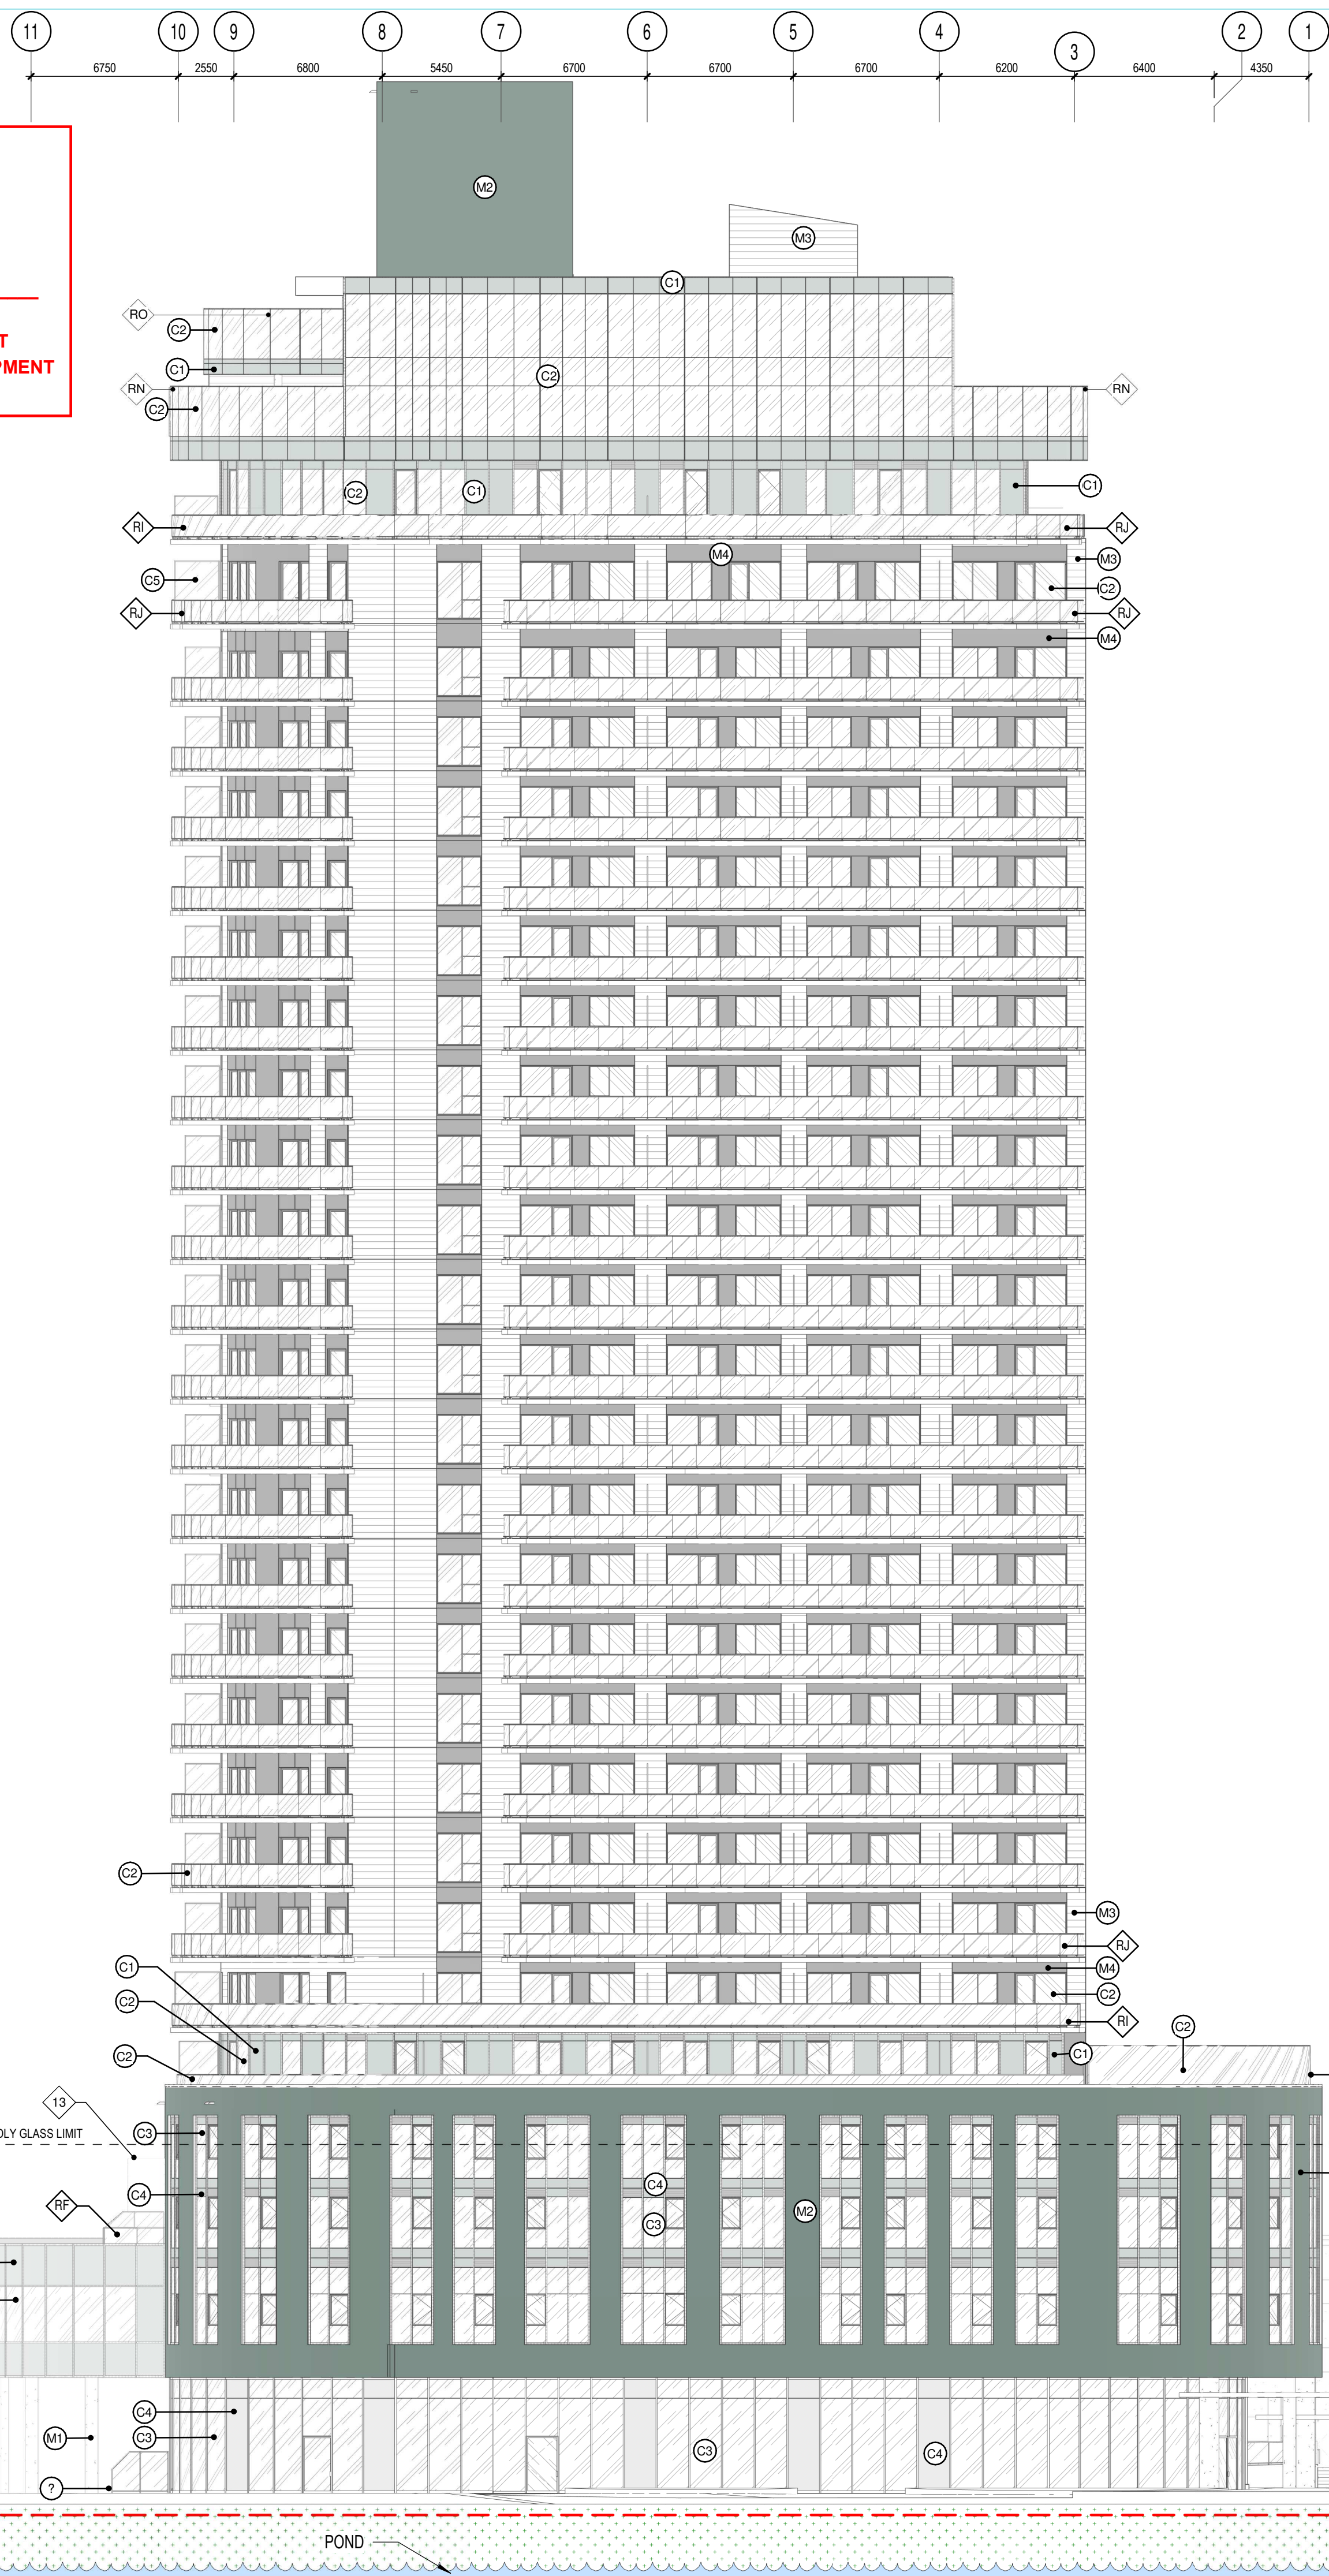 11 10 9 8 7 6 5 4 3 2 1
6750 2550 6800 5450 6700 6700 6700 6200 6400 4350
T
PMENT
M2
M3
C1
RO
C2
C1
C2
RN RN
C2
C2 C1 C1
RI RJ
M4 M3
C5 C2
RJ RJ
M4
C2
M3
RJ
C1 M4
C2 C2
RI
C2
C2 C1
13
OLY GLASS LIMIT
C3
C4 C4
RF M2
C3
C4
M1 C3
C3 C4
?
POND